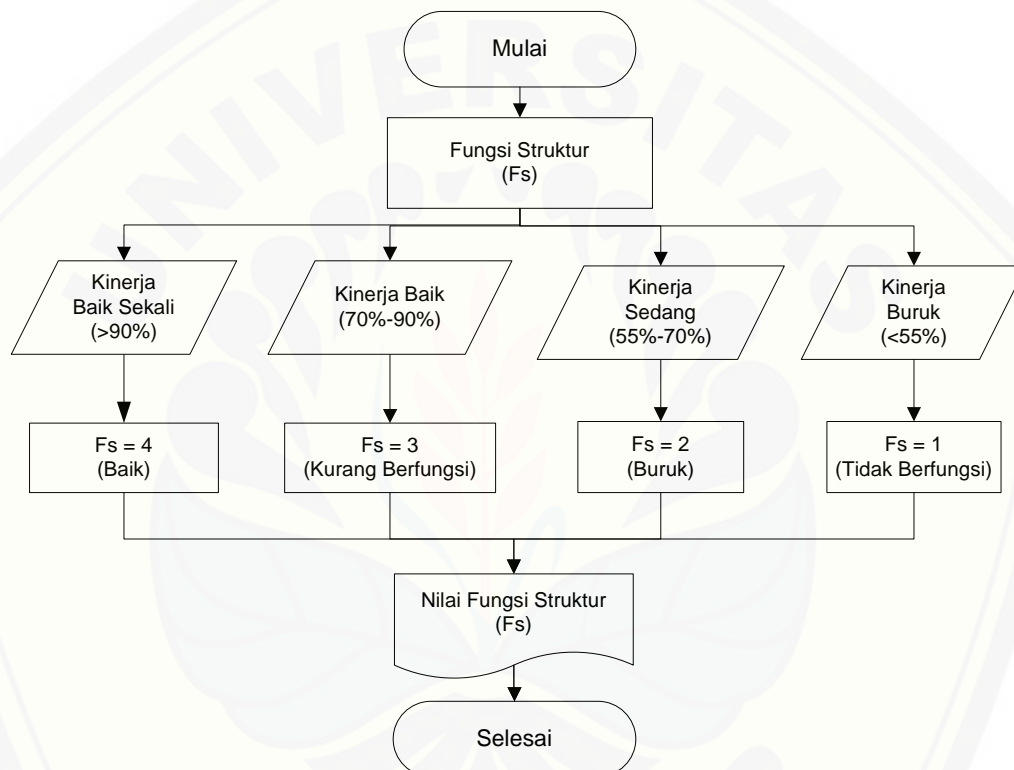 UNIVERSITAS
Mulai
Fungsi Struktur
(Fs)
Kinerja
Baik Sekali
(>90%)
Kinerja Baik
(70%-90%)
Kinerja
Sedang
(55%-70%)
Kinerja
Buruk
(<55%)
Fs = 4
(Baik)
Fs = 3
(Kurang Berfungsi)
Fs = 2
(Buruk)
Fs = 1
(Tidak Berfungsi)
Nilai Fungsi Struktur
(Fs)
Selesai